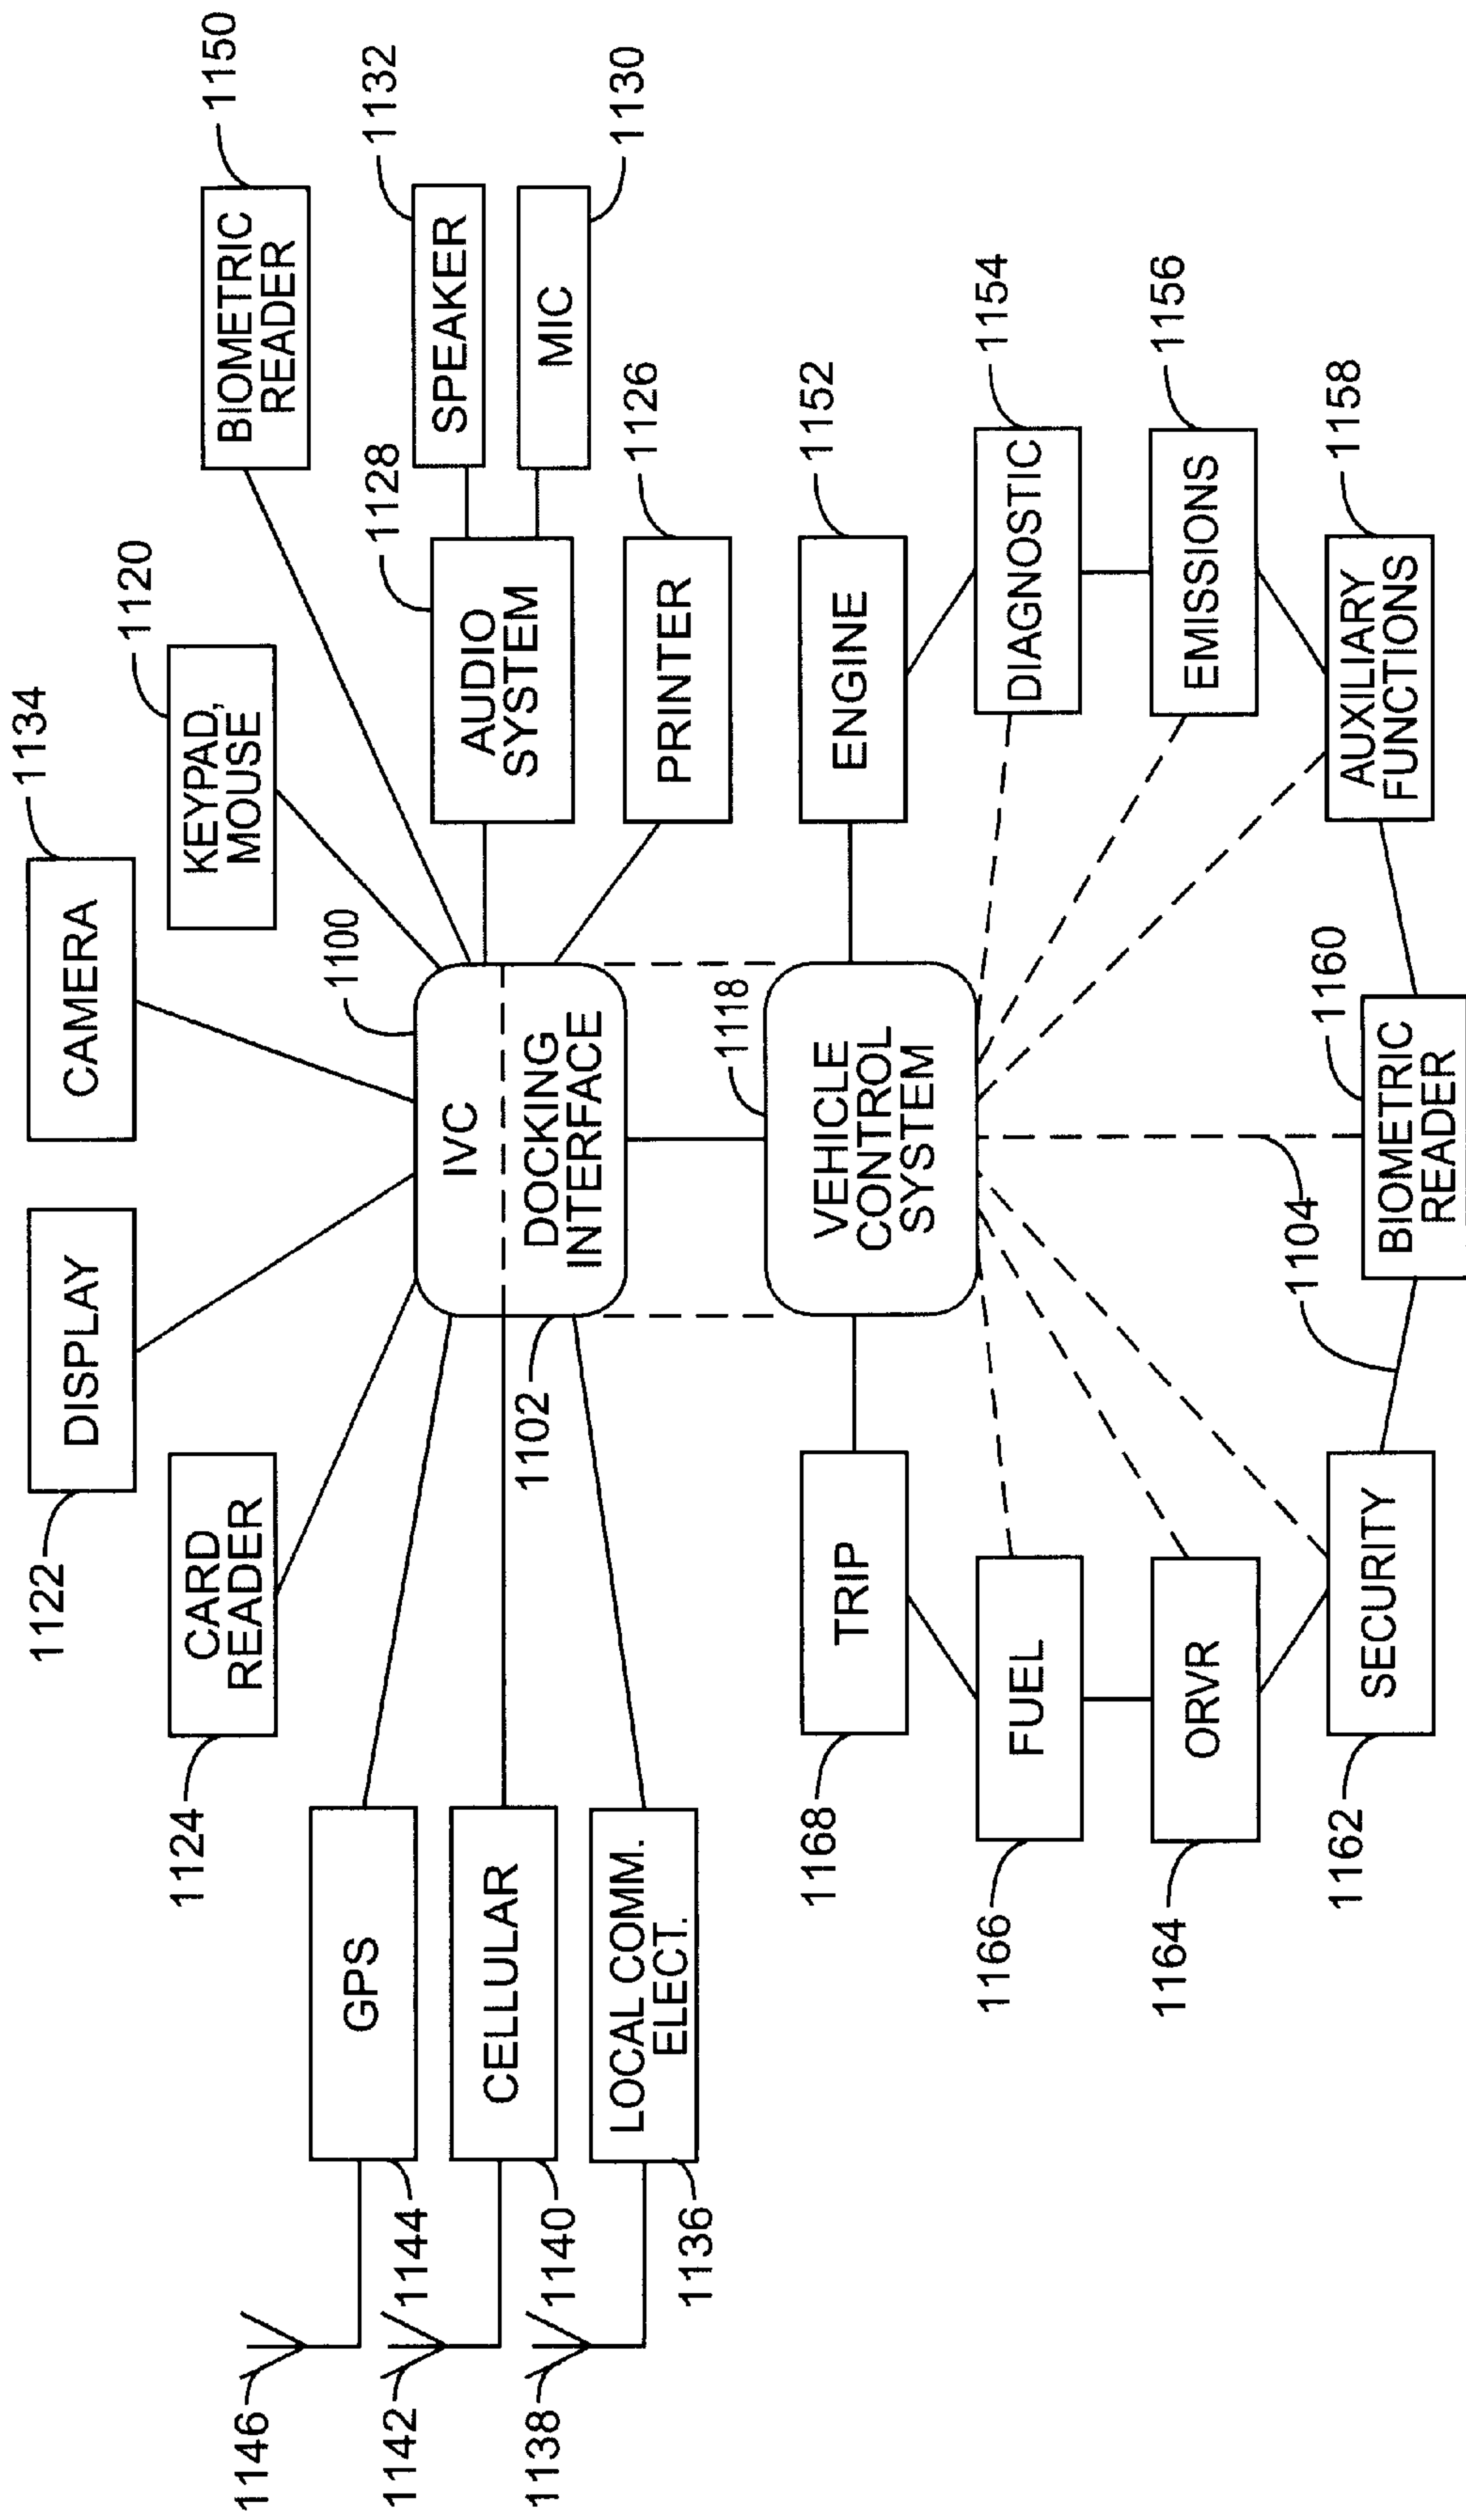 1134
CAMERA
DISPLAY
1122
1120
KEYPAD,
MOUSE
CARD
READER
1124
1150
BIOMETRIC
READER
1100
IVC
DOCKING
INTERFACE
1102
1132
SPEAKER
MIC
1130
1128
AUDIO
SYSTEM
PRINTER
1126
GPS
1144
1146
CELLULAR
1140
1142
LOCAL COMM.
ELECT.
1136
1138
1118
VEHICLE
CONTROL
SYSTEM
ENGINE
1152
TRIP
1168
DIAGNOSTIC
1154
FUEL
1166
EMISSIONS
1156
ORVR
1164
AUXILIARY
FUNCTIONS
1158
SECURITY
1162
1160
BIOMETRIC
READER
1104